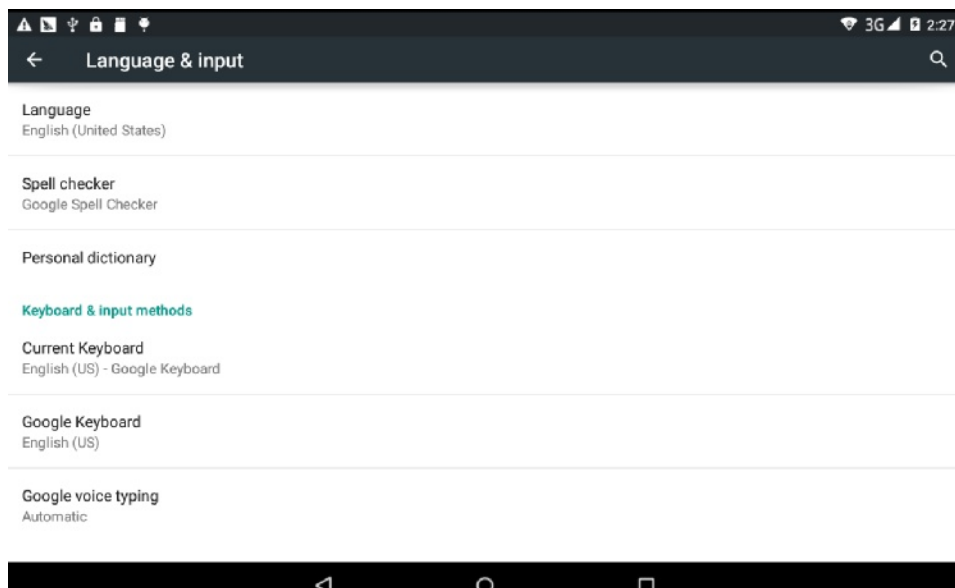 3G 2:27
Language & input
Language
English (United States)
Spell checker
Google Spell Checker
Personal dictionary
Keyboard & input methods
Current Keyboard
English (US) - Google Keyboard
Google Keyboard
English (US)
Google voice typing
Automatic